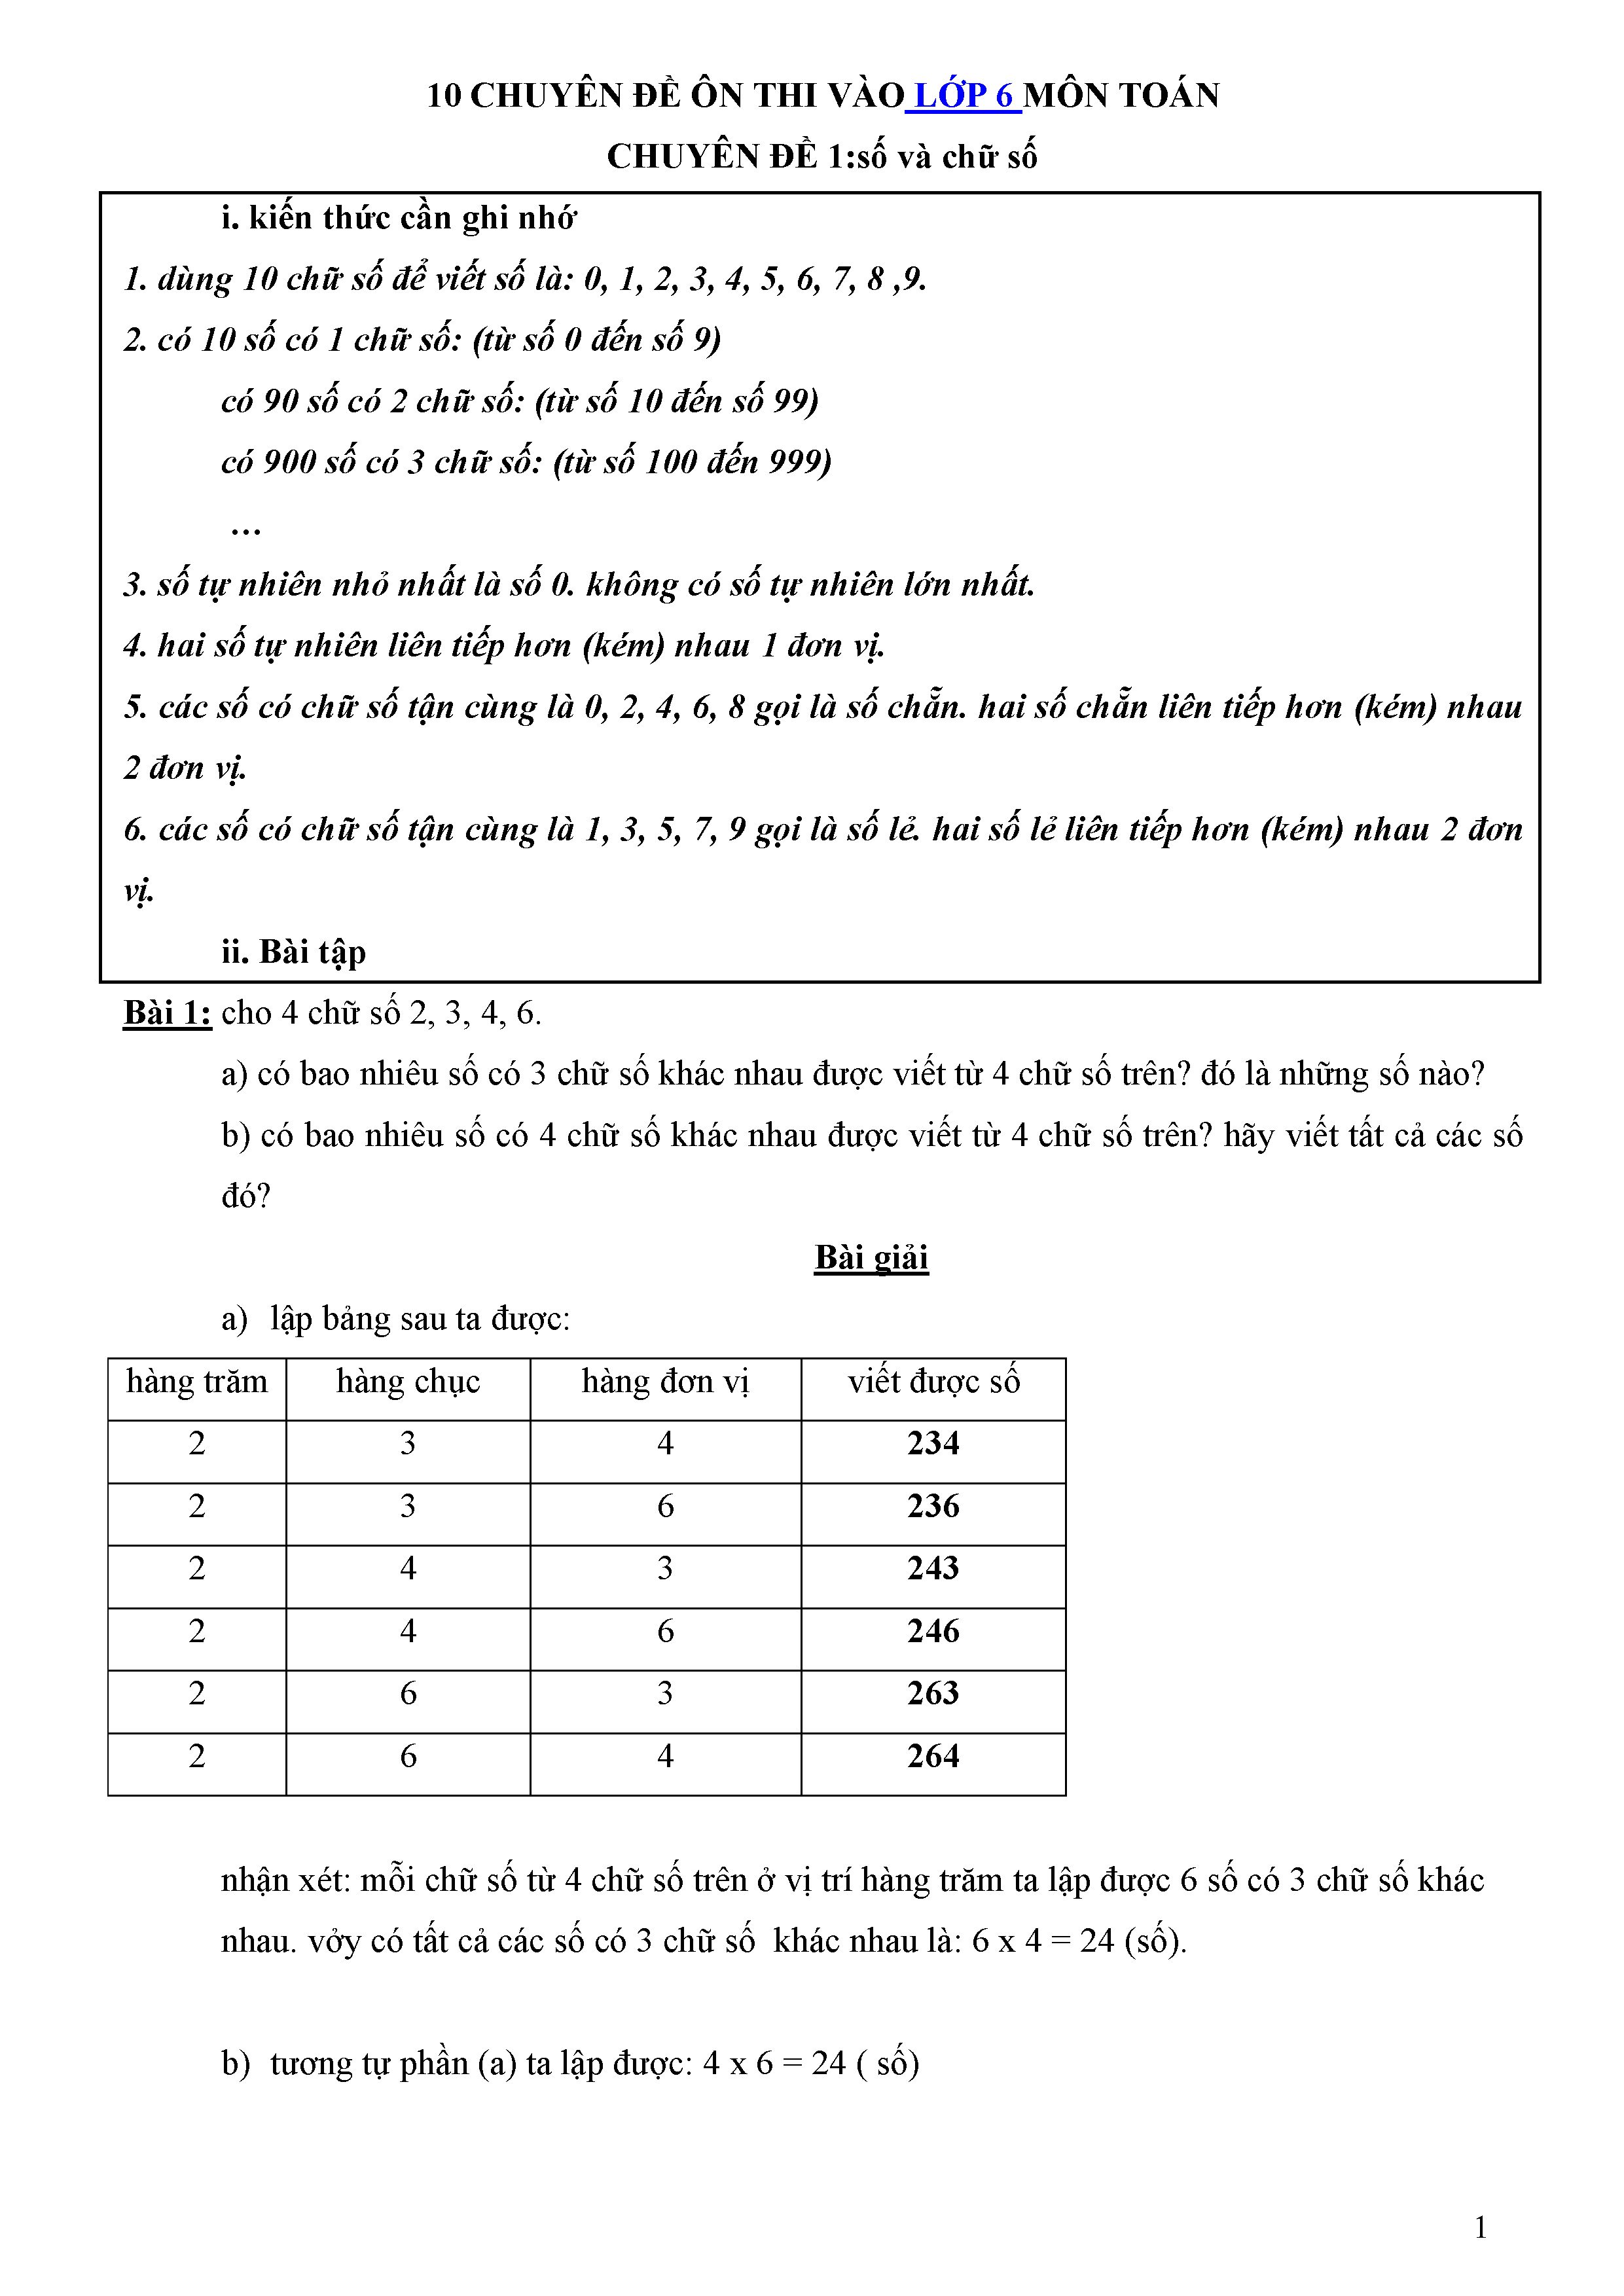 10 CHUYÊN ĐỀ ÔN THI VÀO LỚP 6 MÔN TOÁN
CHUYÊN ĐỀ 1:số và chữ số
i. kiến thức cần ghi nhớ
1. dùng 10 chữ số để viết số là: 0, 1, 2, 3, 4, 5, 6, 7, 8 ,9.
2. có 10 số có 1 chữ số: (từ số 0 đến số 9)
có 90 số có 2 chữ số: (từ số 10 đến số 99)
có 900 số có 3 chữ số: (từ số 100 đến 999)
…
3. số tự nhiên nhỏ nhất là số 0. không có số tự nhiên lớn nhất.
4. hai số tự nhiên liên tiếp hơn (kém) nhau 1 đơn vị.
5. các số có chữ số tận cùng là 0, 2, 4, 6, 8 gọi là số chẵn. hai số chẵn liên tiếp hơn (kém) nhau
2 đơn vị.
6. các số có chữ số tận cùng là 1, 3, 5, 7, 9 gọi là số lẻ. hai số lẻ liên tiếp hơn (kém) nhau 2 đơn
vị.
ii. Bài tập
Bài 1: cho 4 chữ số 2, 3, 4, 6.
a) có bao nhiêu số có 3 chữ số khác nhau được viết từ 4 chữ số trên? đó là những số nào?
b) có bao nhiêu số có 4 chữ số khác nhau được viết từ 4 chữ số trên? hãy viết tất cả các số
đó?
Bài giải
a) lập bảng sau ta được:
hàng trăm hàng chục hàng đơn vị viết được số
2 3 4 234
2 3 6 236
2 4 3 243
2 4 6 246
2 6 3 263
2 6 4 264
nhận xét: mỗi chữ số từ 4 chữ số trên ở vị trí hàng trăm ta lập được 6 số có 3 chữ số khác
nhau. vởy có tất cả các số có 3 chữ số khác nhau là: 6 x 4 = 24 (số).
b) tương tự phần (a) ta lập được: 4 x 6 = 24 ( số)
1